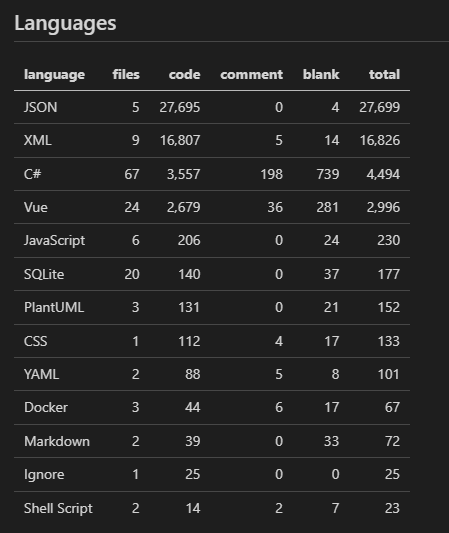 Languages
language files code comment blank total
JSON 5 27,695 0 4 27,699
XML 9 16,807 5 14 16,826
C# 67 3,557 198 739 4,494
Vue 24 2,679 36 281 2,996
JavaScript 6 206 0 24 230
SQLite 20 140 0 37 177
PlantUML 3 131 0 21 152
CSS 1 112 4 17 133
YAML 2 88 5 8 101
Docker 3 44 6 17 67
Markdown 2 39 0 33 72
Ignore 1 25 0 0 25
Shell Script 2 14 2 7 23